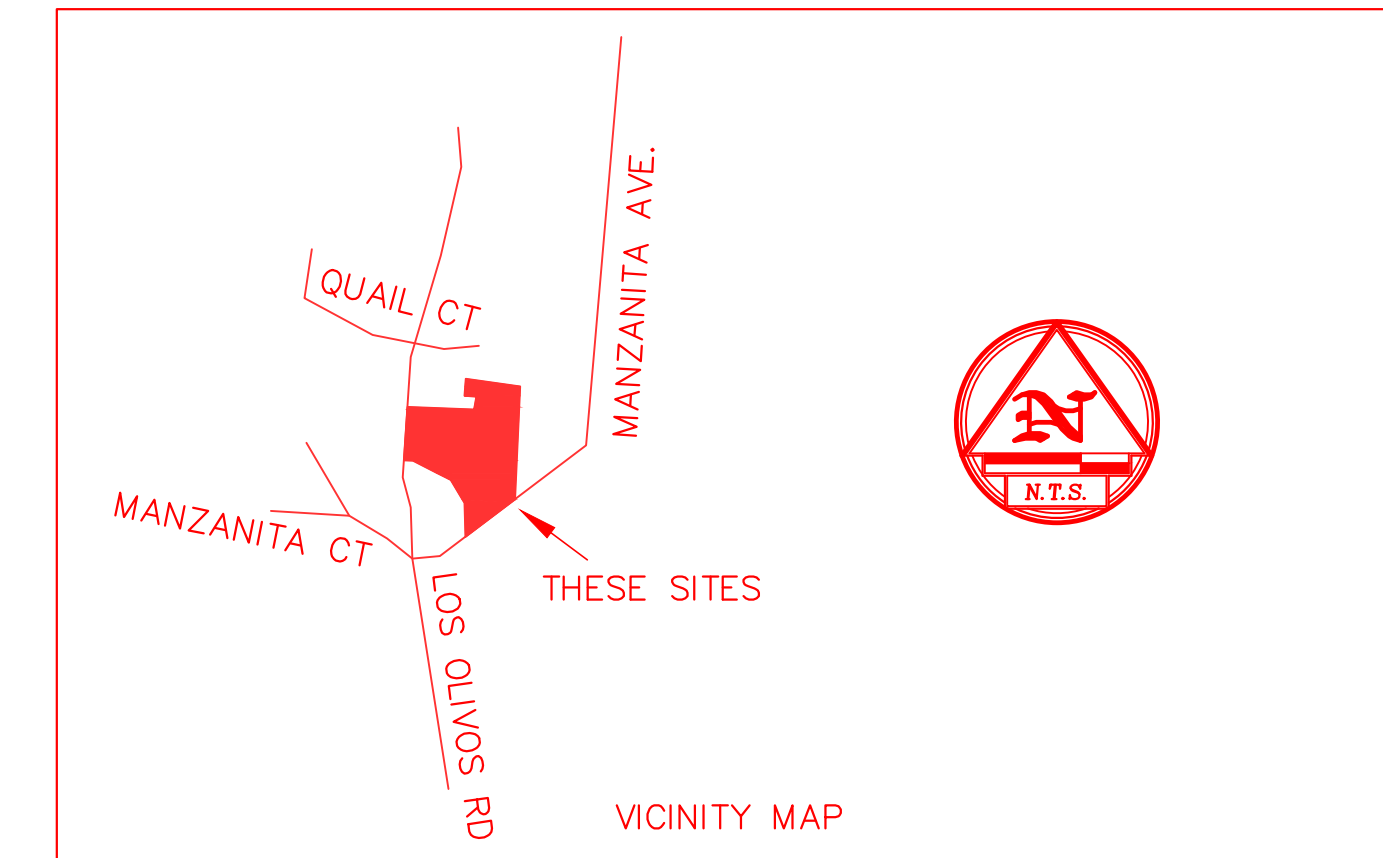 MANZANITA AVE.
QUAIL CT
N
N.T.S.
MANZANITA CT
THESE SITES
LOS OLIVOS RD
VICINITY MAP